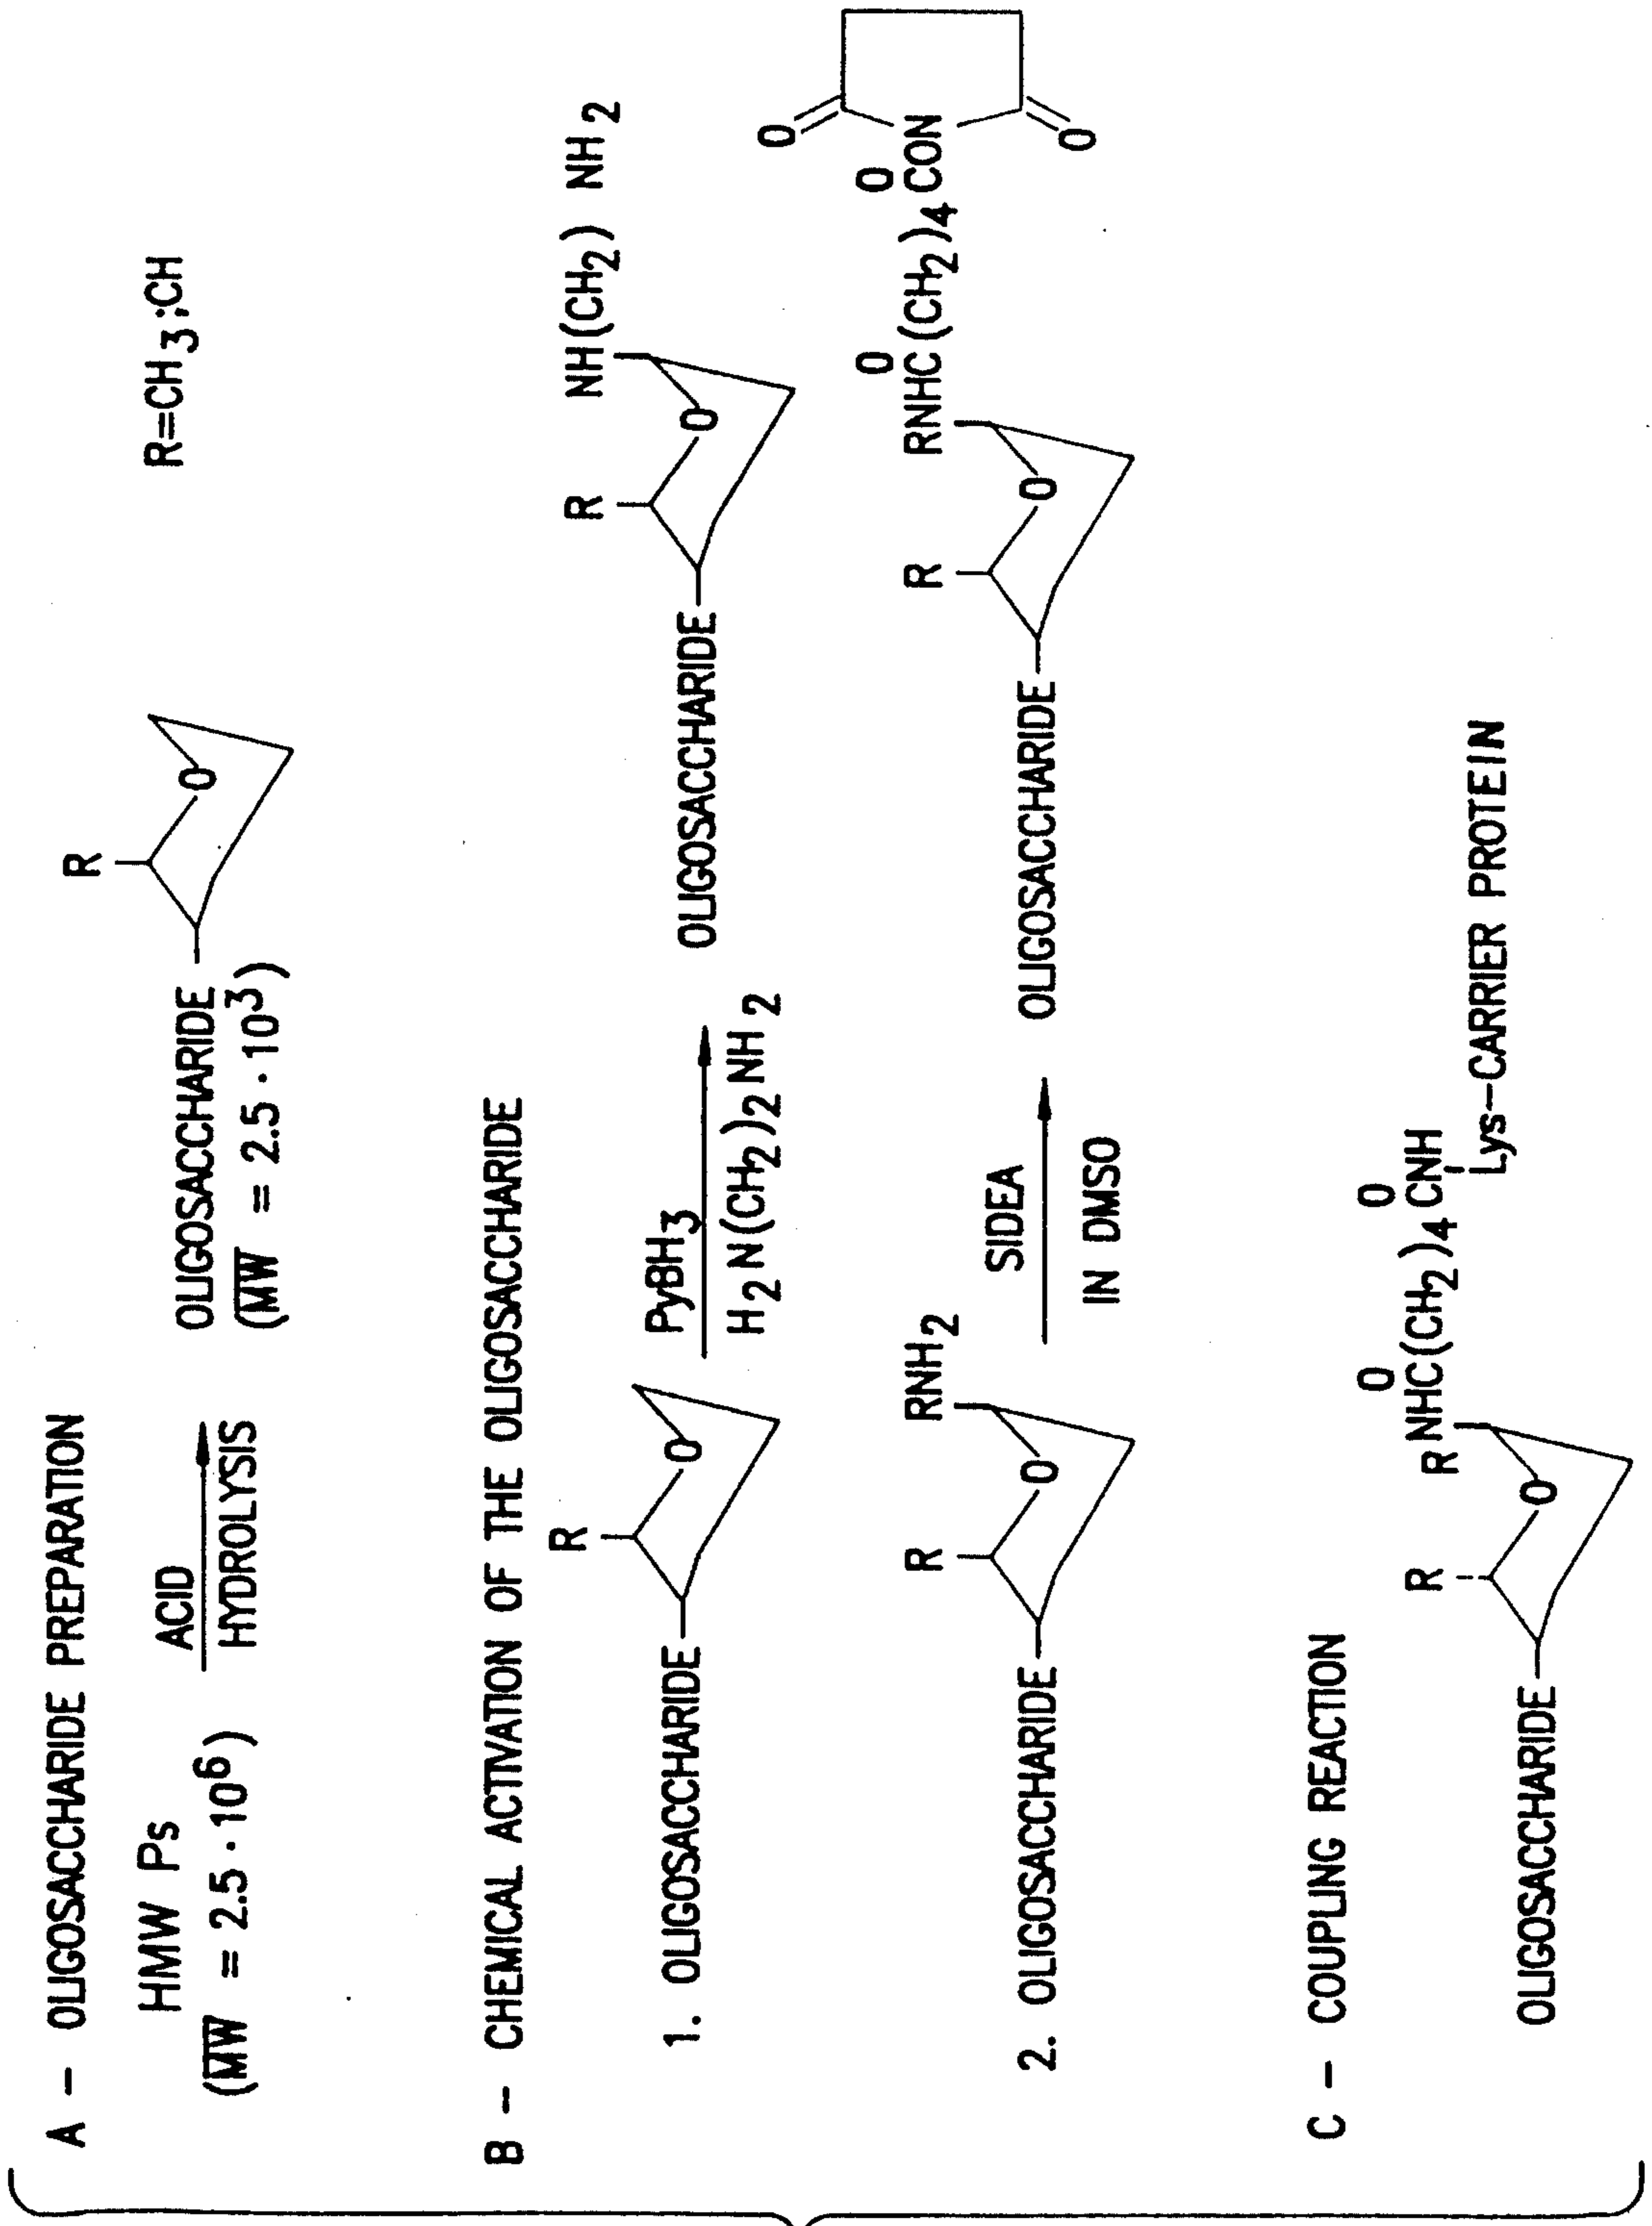 A - OLIGOSACCHARIDE PREPARATION
HMW Ps
(MW = 2.5 · 10⁶)
ACID
HYDROLYSIS
R
O
OLIGOSACCHARIDE
(MW = 2.5 · 10³)
R=CH₃;CH
B - CHEMICAL ACTIVATION OF THE OLIGOSACCHARIDE
1. OLIGOSACCHARIDE
R
O
PyBH₃
H₂N(CH₂)₂NH₂
OLIGOSACCHARIDE
R
O
NH(CH₂) NH₂
2. OLIGOSACCHARIDE
R
O
RNH₂
SIDEA
IN DMSO
OLIGOSACCHARIDE
R
O
O O
RNHC(CH₂)₄CON
O
O
C - COUPLING REACTION
OLIGOSACCHARIDE
R
O
O O
RNHC(CH₂)₄CNH
Lys-CARRIER PROTEIN